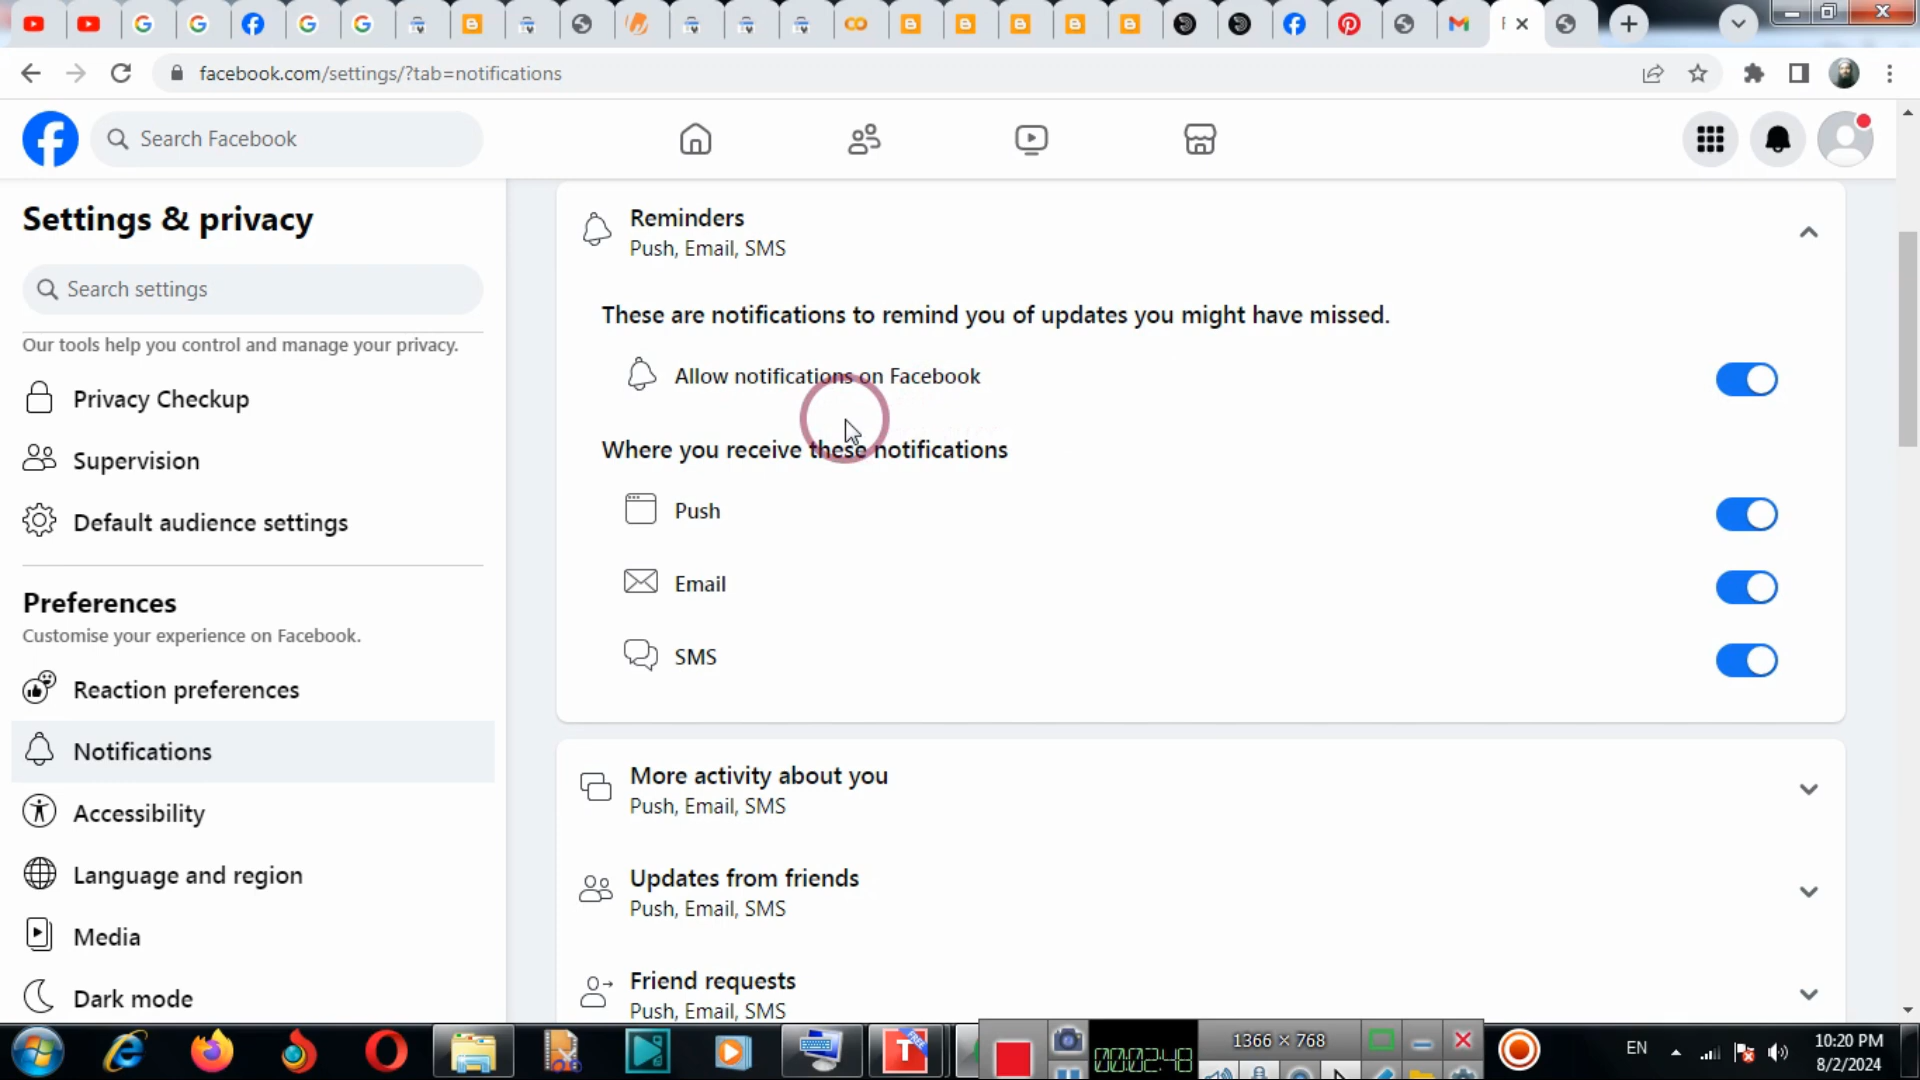 facebook.com/settings/?tab=notifications
Search Facebook
Settings & privacy
Search settings
Our tools help you control and manage your privacy.
Privacy Checkup
Supervision
Default audience settings
Preferences
Customise your experience on Facebook.
Reaction preferences
Notifications
Accessibility
Language and region
Media
Dark mode
Reminders
Push, Email, SMS
These are notifications to remind you of updates you might have missed.
Allow notifications on Facebook
Where you receive these notifications
Push
Email
SMS
More activity about you
Push, Email, SMS
Updates from friends
Push, Email, SMS
Friend requests
Push, Email, SMS
00:02:48
1366 × 768
EN
10:20 PM
8/2/2024